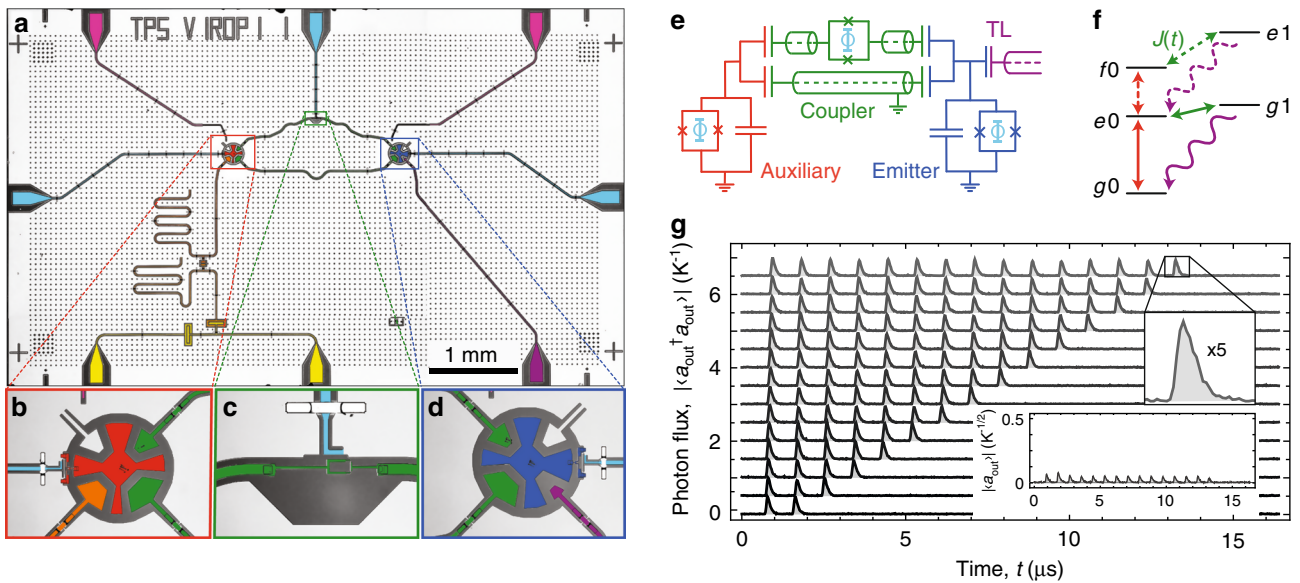 a
TPS V IROP I I
1 mm
b
c
d
e
Φ
TL
Coupler
Φ
Φ
Auxiliary
Emitter
f
J(t)
e1
f0
g1
e0
g0
g
Photon flux, |⟨a_out†a_out⟩| (K⁻¹)
6
5
4
3
2
1
0
x5
|⟨a_out⟩| (K⁻¹/²)
0.5
0
0 5 10 15
0 5 10 15
Time, t (μs)